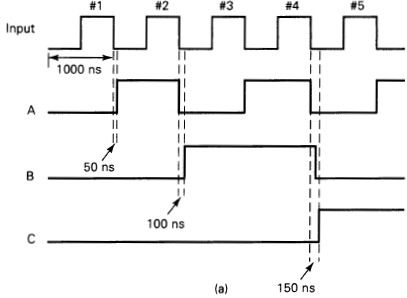 #1 #2 #3 #4 #5
Input
1000 ns
A
50 ns
B
100 ns
C
150 ns
(a)